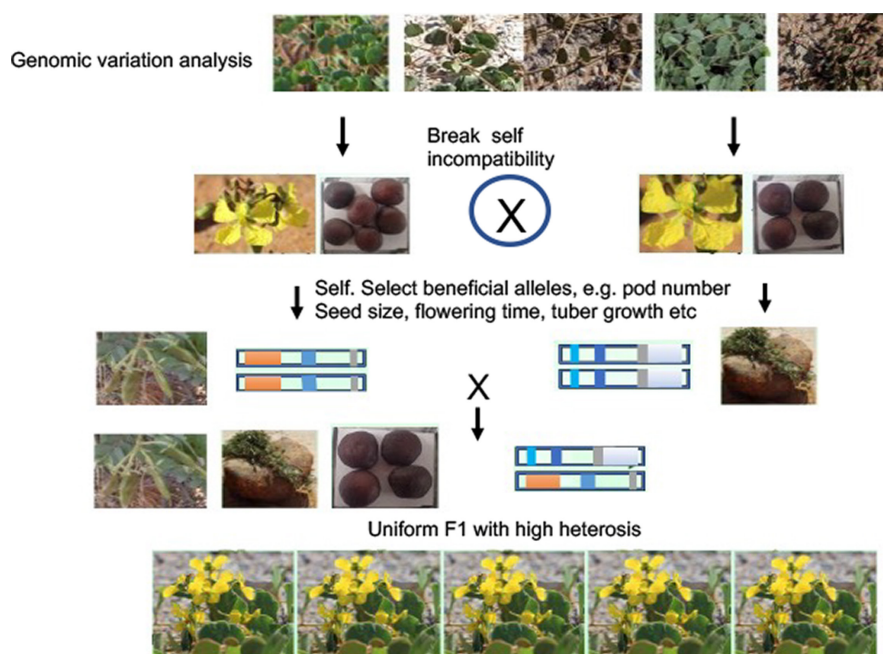 Genomic variation analysis
Break self
incompatibility
X
Self. Select beneficial alleles, e.g. pod number
Seed size, flowering time, tuber growth etc
X
Uniform F1 with high heterosis